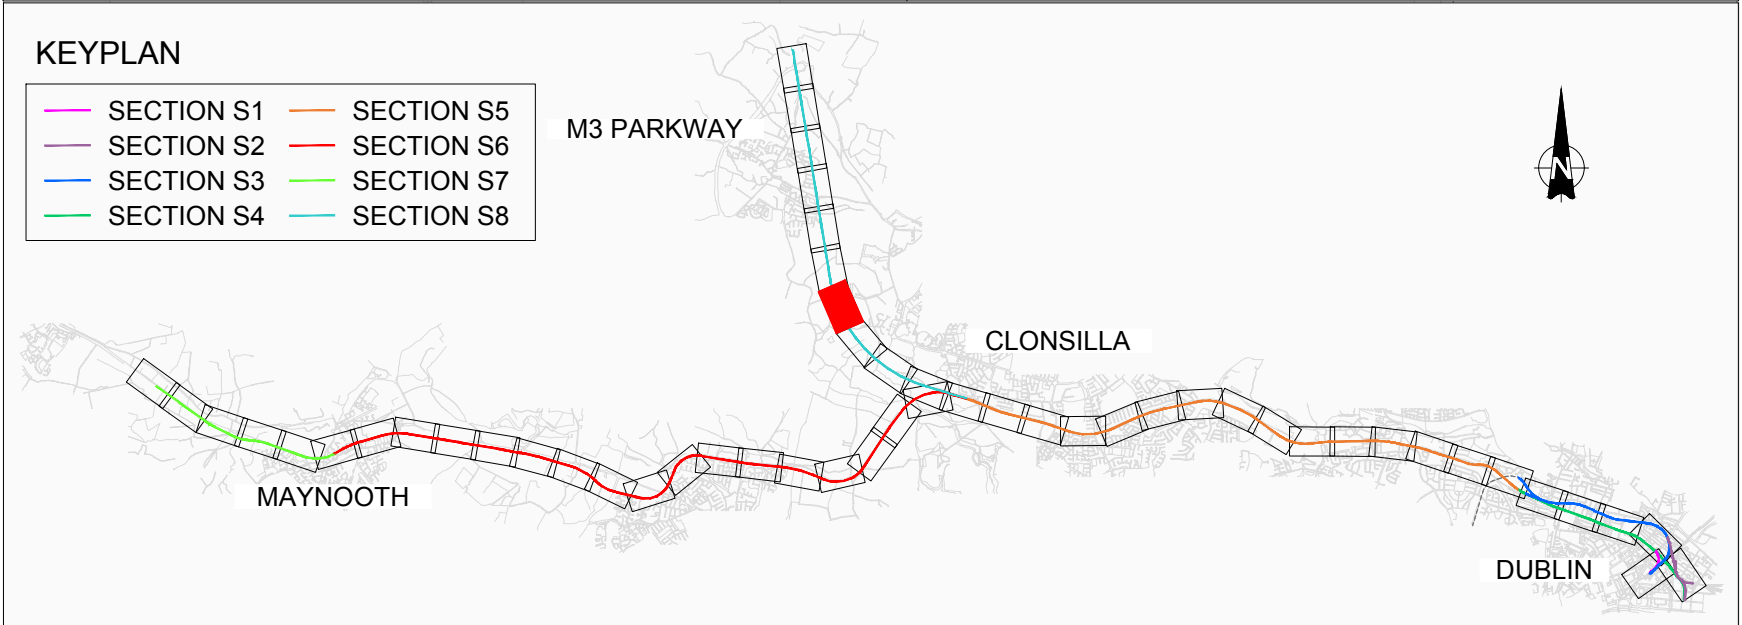 KEYPLAN
SECTION S1
SECTION S5
SECTION S2
SECTION S6
SECTION S3
SECTION S7
SECTION S4
SECTION S8
M3 PARKWAY
N
CLONSILLA
MAYNOOTH
DUBLIN